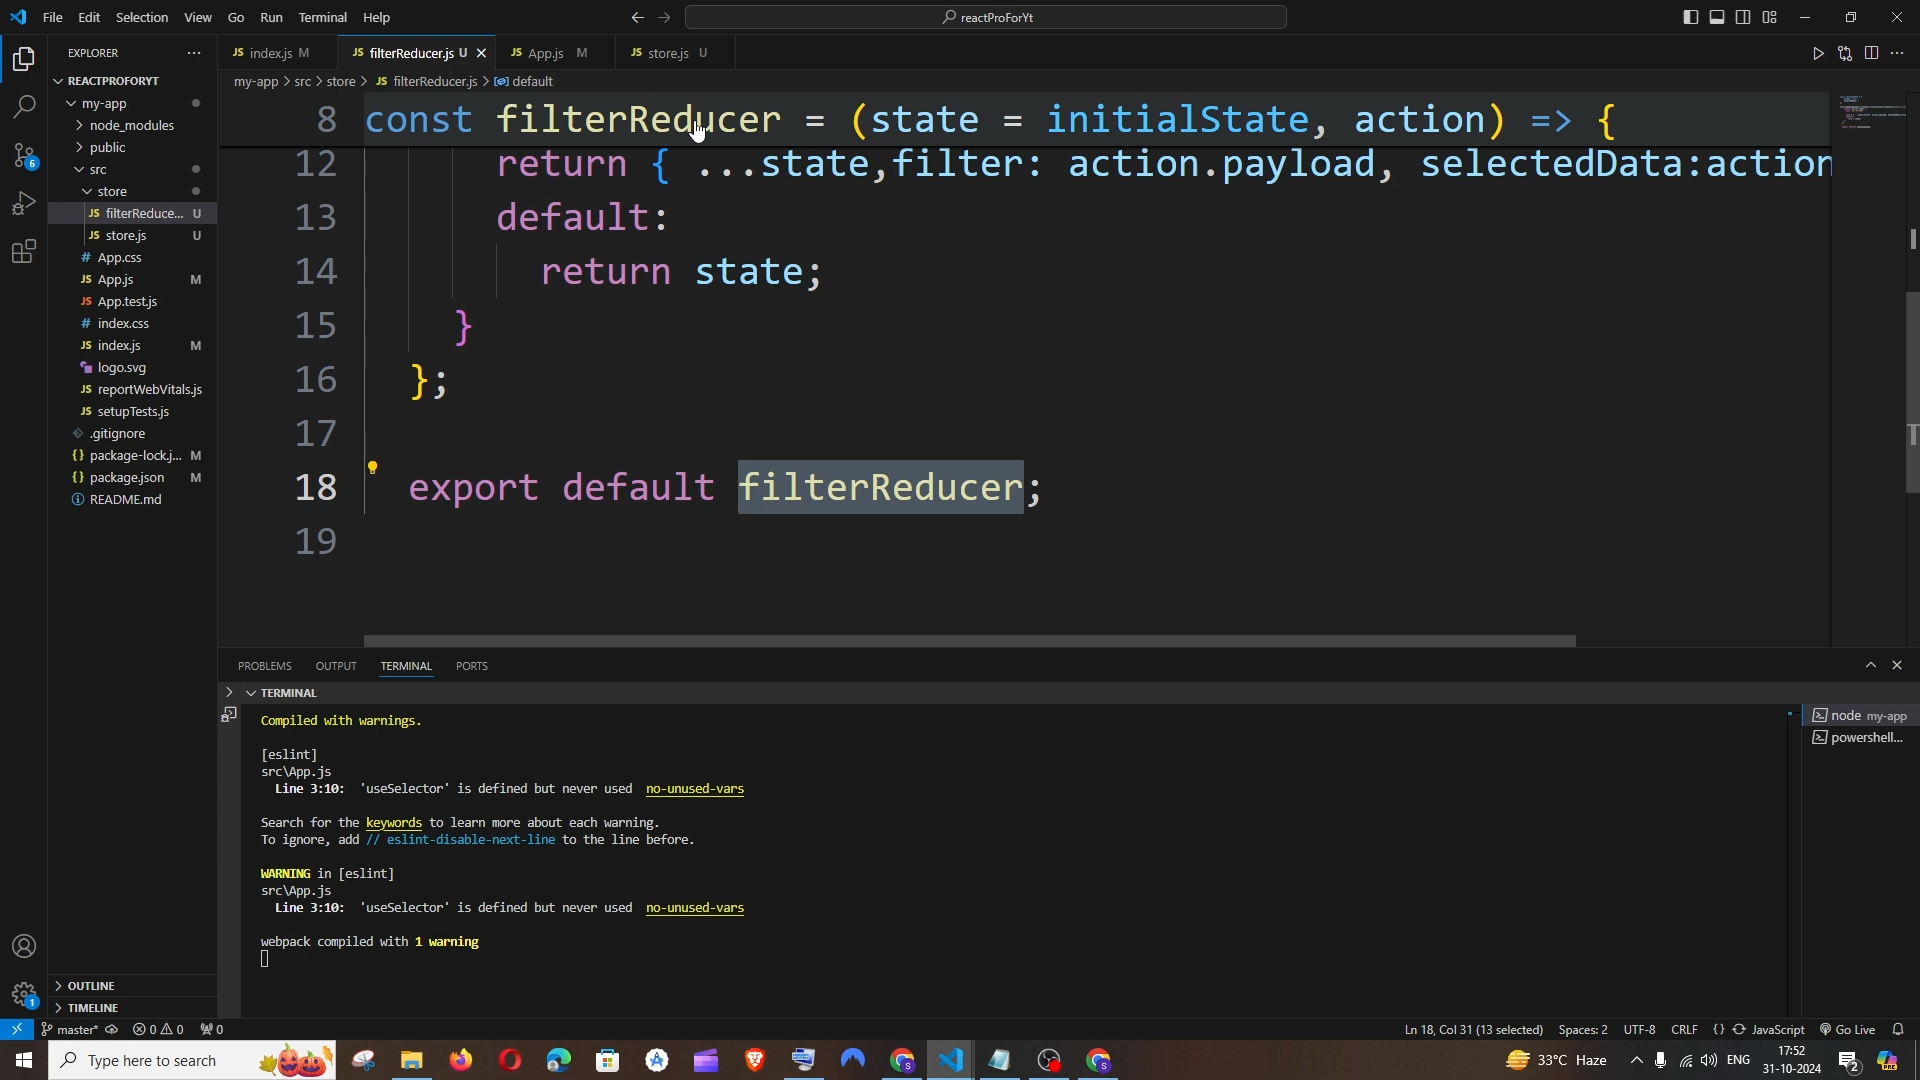 File Edit Selection View Go Run Terminal Help
reactProForYt
EXPLORER
index.js M
filterReducer.js U
App.js M
store.js U
REACTPROFORYT
my-app > src > store > JS filterReducer.js > default
my-app
node_modules
public
src
store
JS filterReduce... U
JS store.js U
# App.css
JS App.js M
JS App.test.js
# index.css
JS index.js M
logo.svg
JS reportWebVitals.js
JS setupTests.js
.gitignore
{} package-lock.j... M
{} package.json M
README.md
OUTLINE
TIMELINE
8 const filterReducer = (state = initialState, action) => {
12 return { ...state,filter: action.payload, selectedData:action
13 default:
14 return state;
15 }
16 };
17
18 export default filterReducer;
19
PROBLEMS OUTPUT TERMINAL PORTS
TERMINAL
Compiled with warnings.
[eslint]
src\App.js
Line 3:10: 'useSelector' is defined but never used no-unused-vars
Search for the keywords to learn more about each warning.
To ignore, add // eslint-disable-next-line to the line before.
WARNING in [eslint]
src\App.js
Line 3:10: 'useSelector' is defined but never used no-unused-vars
webpack compiled with 1 warning
node my-app
powershell...
master* 0 0 0
Ln 18, Col 31 (13 selected) Spaces: 2 UTF-8 CRLF {} JavaScript Go Live
Type here to search
33°C Haze
ENG
17:52
31-10-2024
2